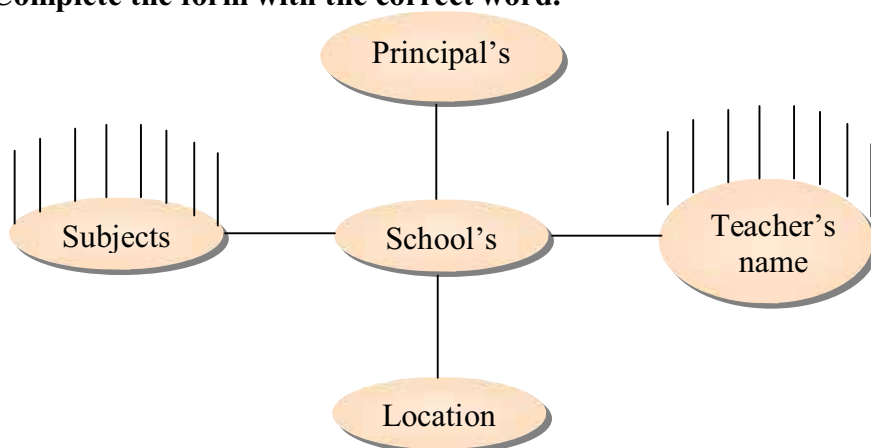 Complete the form with the correct word.
Principal's
Subjects
School's
Teacher's
name
Location